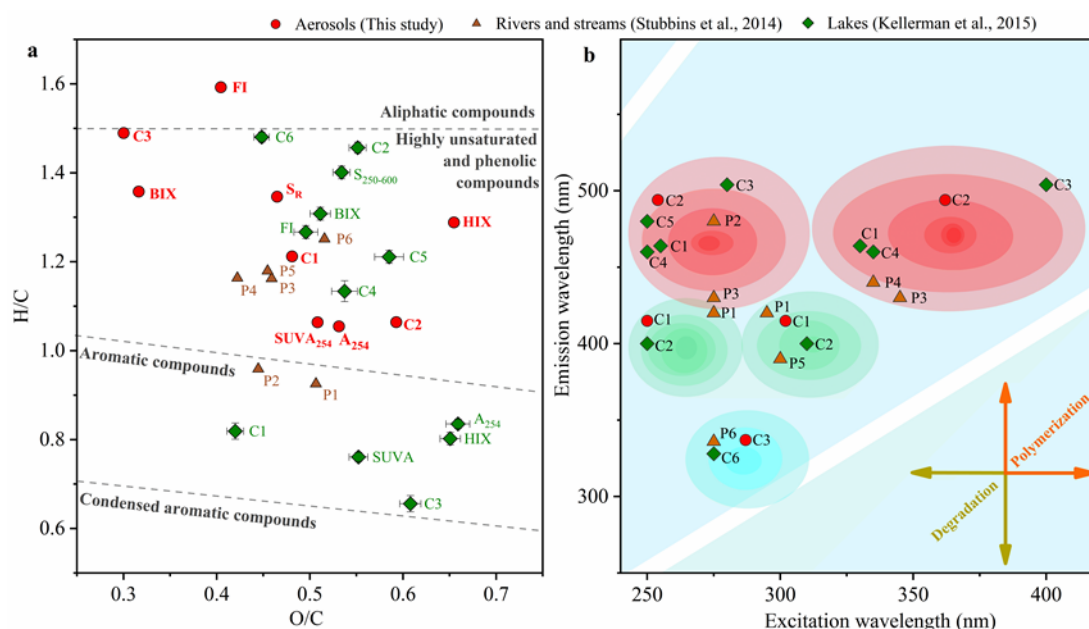 Aerosols (This study) Rivers and streams (Stubbins et al., 2014) Lakes (Kellerman et al., 2015)
a
1.6
1.4
1.2
1.0
0.8
0.6
H/C
0.3 0.4 0.5 0.6 0.7
O/C
FI
Aliphatic compounds
C3
C6
C2
Highly unsaturated
and phenolic
compounds
S250-600
BIX
SR
BIX
HIX
FI
P6
C1
C5
P5
P4
P3
C4
SUVA254
A254
C2
Aromatic compounds
P2
P1
C1
A254
HIX
SUVA
C3
Condensed aromatic compounds
b
500
400
300
Emission wavelength (nm)
250 300 350 400
Excitation wavelength (nm)
C3
C3
C2
C2
C5
P2
C1
C4
C1
C4
P3
P4
P3
C1
P1
P1
C1
C2
C2
P5
P6
C3
C6
Polymerization
Degradation